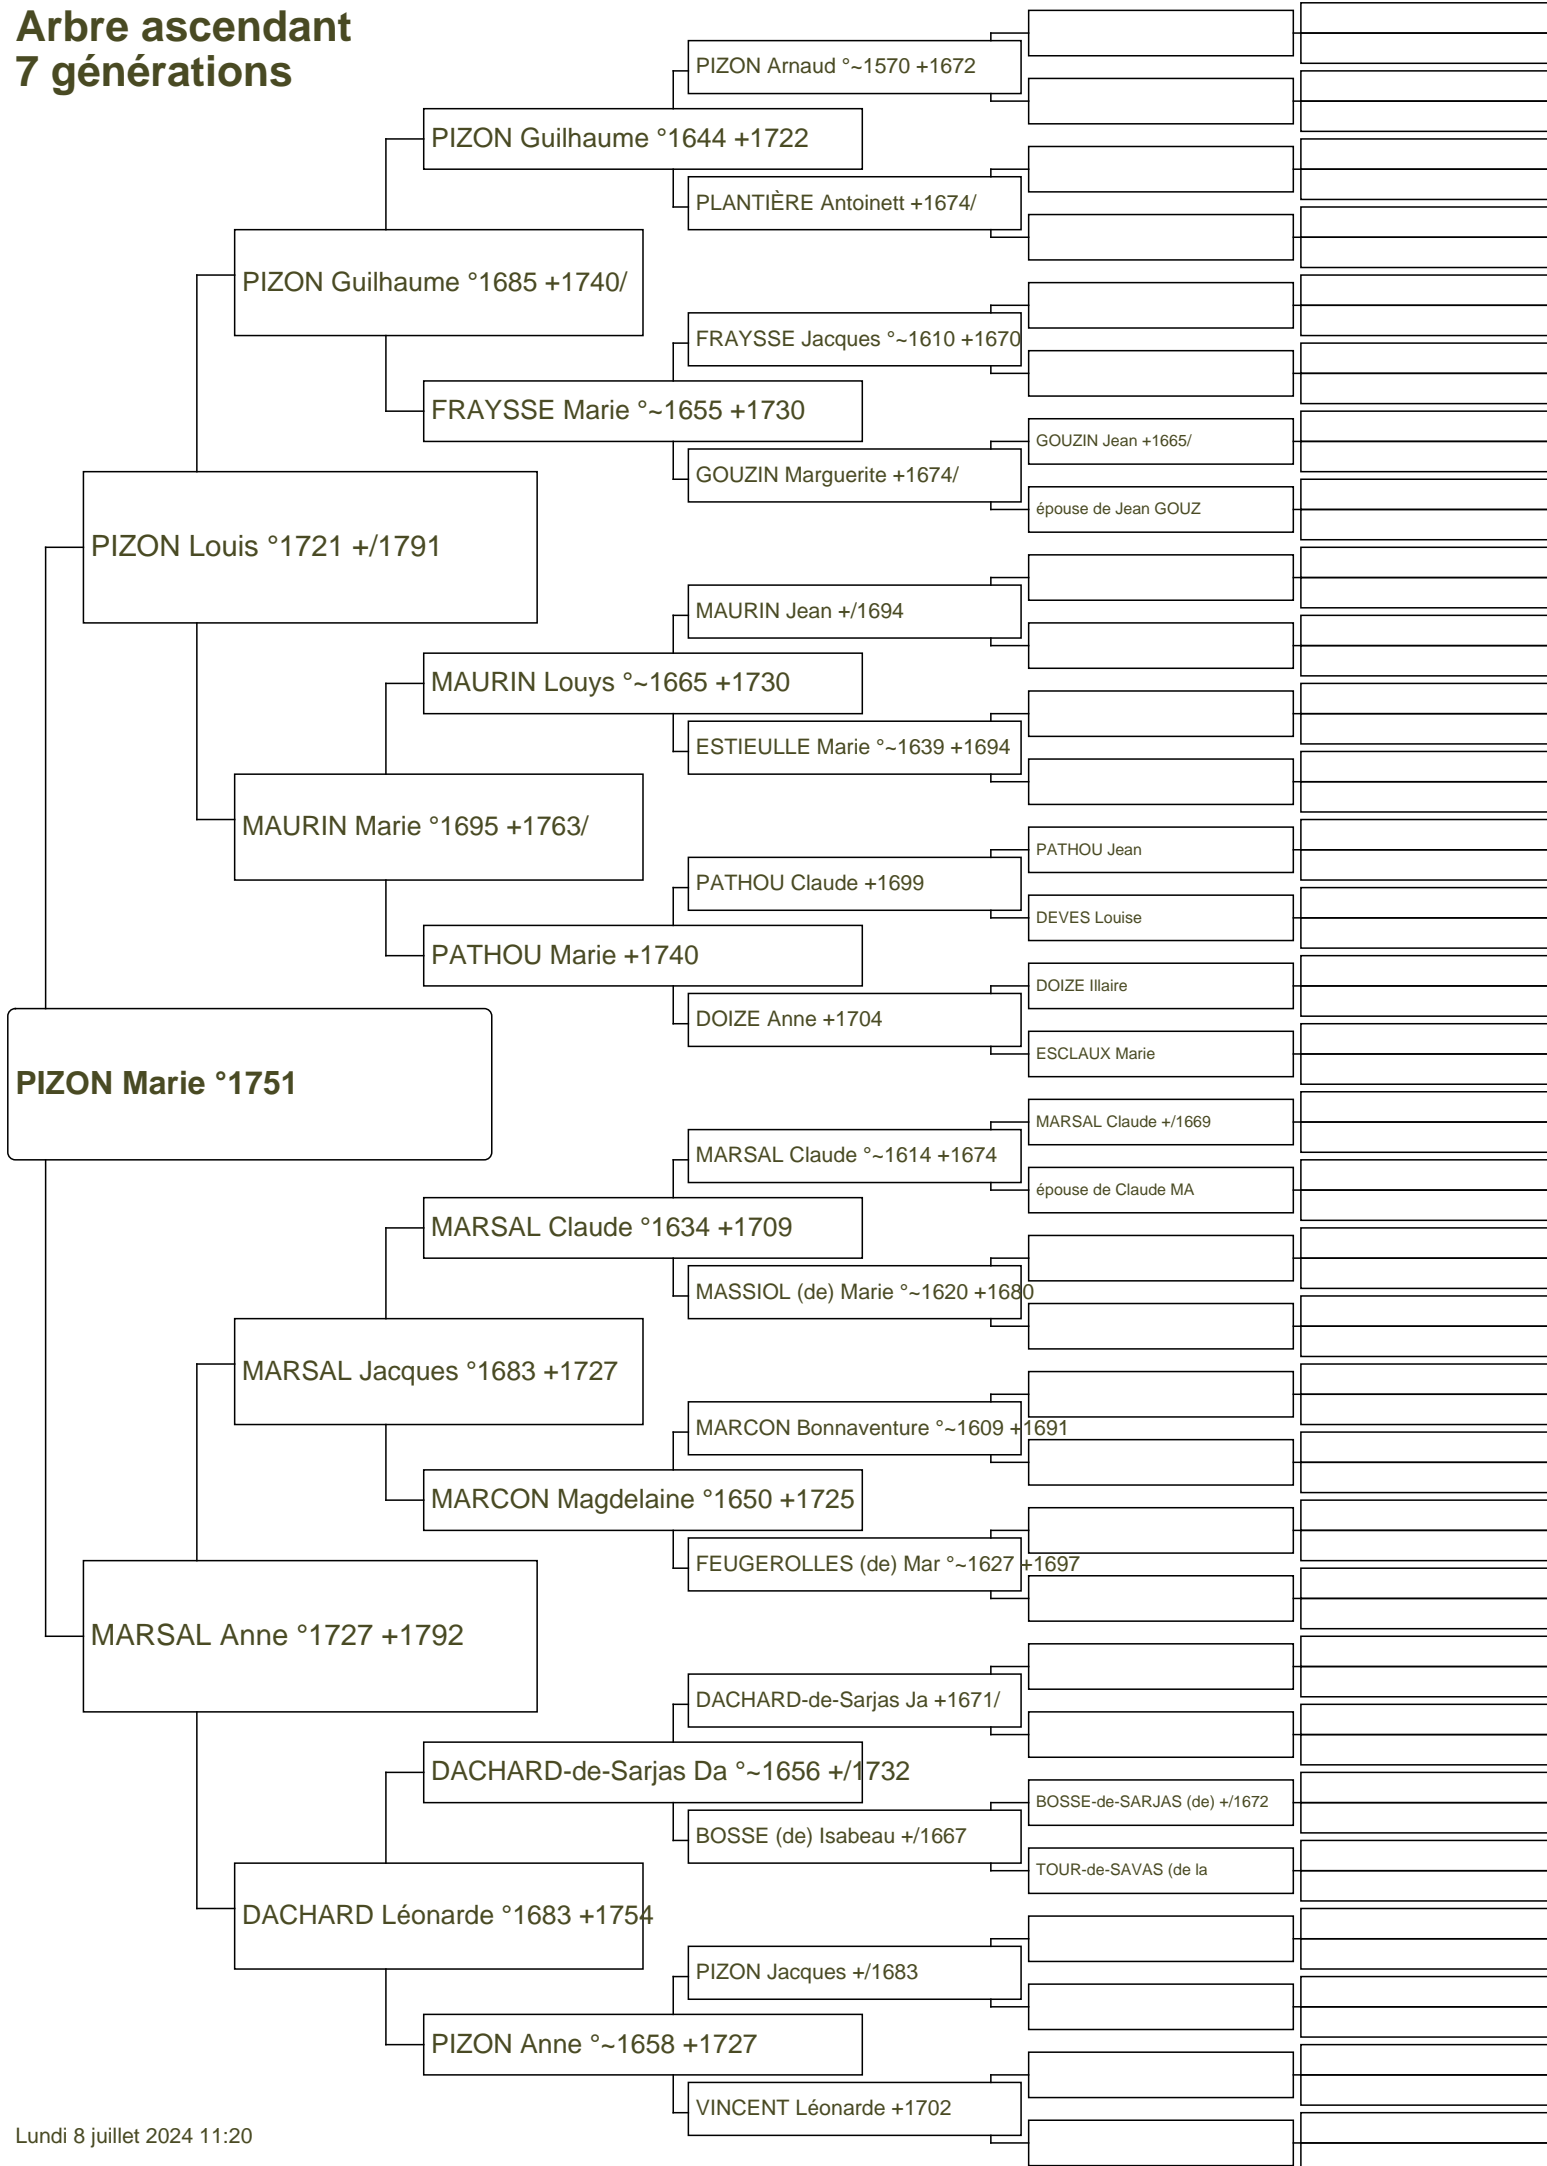 Arbre ascendant
7 générations
PIZON Arnaud °~1570 +1672
PIZON Guilhaume °1644 +1722
PLANTIÈRE Antoinett +1674/
PIZON Guilhaume °1685 +1740/
FRAYSSE Jacques °~1610 +1670
FRAYSSE Marie °~1655 +1730
GOUZIN Jean +1665/
GOUZIN Marguerite +1674/
épouse de Jean GOUZ
PIZON Louis °1721 +/1791
MAURIN Jean +/1694
MAURIN Louys °~1665 +1730
ESTIEULLE Marie °~1639 +1694
MAURIN Marie °1695 +1763/
PATHOU Jean
PATHOU Claude +1699
DEVES Louise
PATHOU Marie +1740
DOIZE Illaire
DOIZE Anne +1704
ESCLAUX Marie
PIZON Marie °1751
MARSAL Claude +/1669
MARSAL Claude °~1614 +1674
épouse de Claude MA
MARSAL Claude °1634 +1709
MASSIOL (de) Marie °~1620 +1680
MARSAL Jacques °1683 +1727
MARCON Bonnaventure °~1609 +1691
MARCON Magdelaine °1650 +1725
FEUGEROLLES (de) Mar °~1627 +1697
MARSAL Anne °1727 +1792
DACHARD-de-Sarjas Ja +1671/
DACHARD-de-Sarjas Da °~1656 +/1732
BOSSE-de-SARJAS (de) +/1672
BOSSE (de) Isabeau +/1667
TOUR-de-SAVAS (de la
DACHARD Léonarde °1683 +1754
PIZON Jacques +/1683
PIZON Anne °~1658 +1727
VINCENT Léonarde +1702
Lundi 8 juillet 2024 11:20